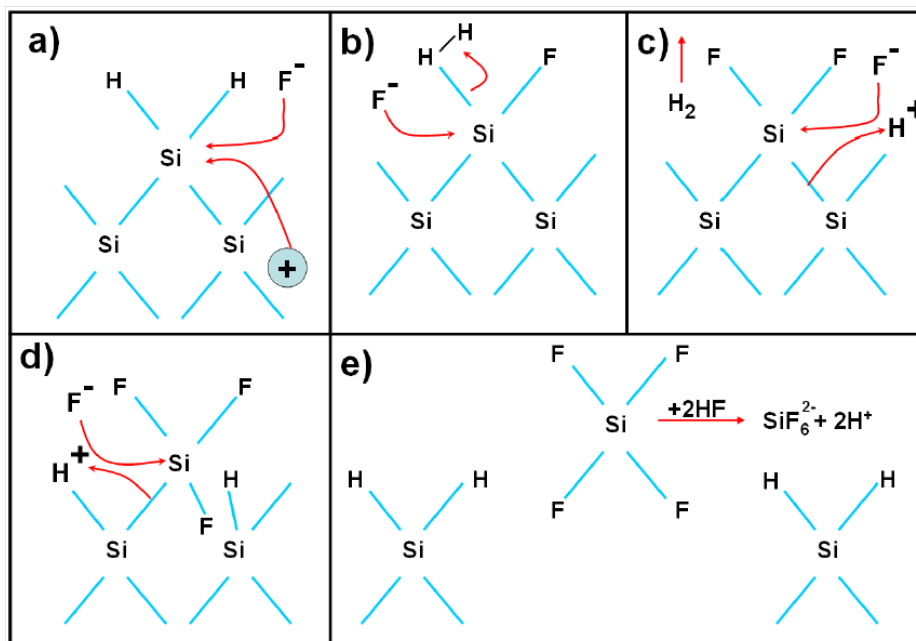 a)
H H F⁻
Si
Si Si
+
b)
H
H F
F⁻
Si
Si Si
c)
F F F⁻
H₂ H⁺
Si
Si Si
d)
F⁻ F F
Si
H⁺ H
F
Si Si
e)
F F
Si +2HF SiF₆²⁻ + 2H⁺
H H F F H H
Si Si